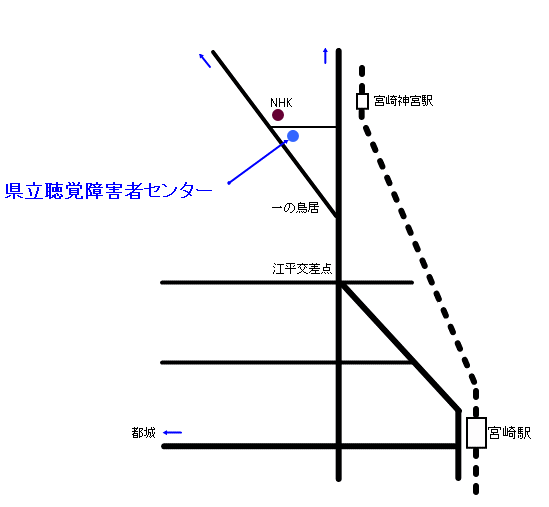 NHK
宮崎神宮駅
県立聴覚障害者センター
一の鳥居
江平交差点
都城
宮崎駅